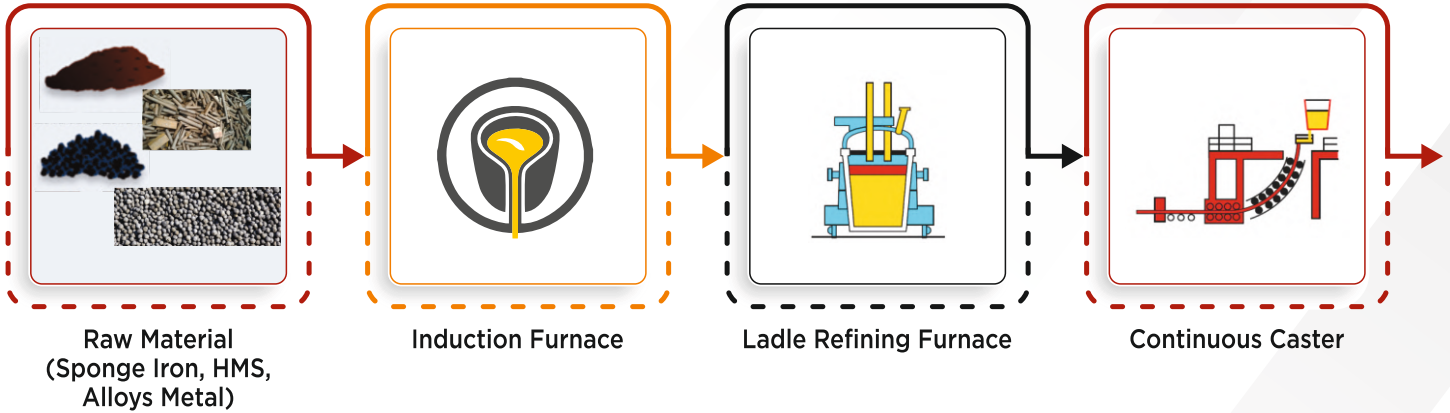 Raw Material
(Sponge Iron, HMS,
Alloys Metal)
Induction Furnace
Ladle Refining Furnace
Continuous Caster